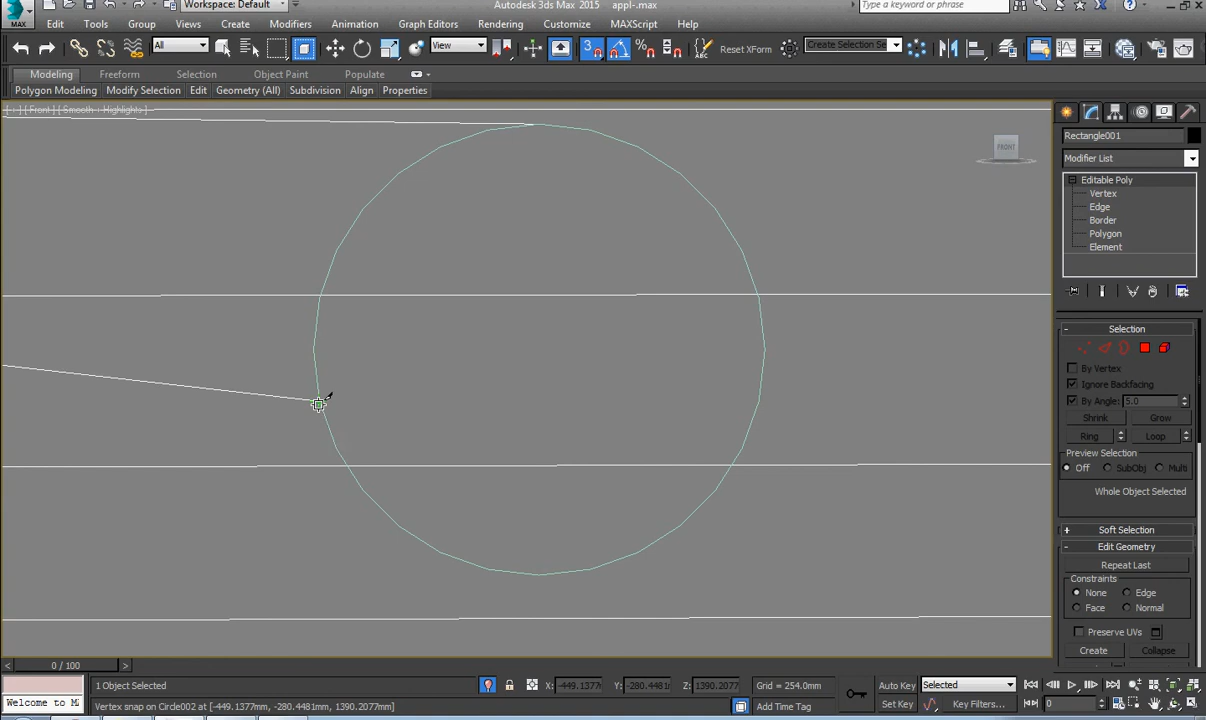 MAX
Workspace: Default
Autodesk 3ds Max 2015 appl-.max
Type a keyword or phrase
Edit Tools Group Views Create Modifiers Animation Graph Editors Rendering Customize MAXScript Help
All
View
3
%
ABC
Reset XForm
Create Selection Se
Modeling Freeform Selection Object Paint Populate
Polygon Modeling Modify Selection Edit Geometry (All) Subdivision Align Properties
[ + ] [ Front ] [ Smooth + Highlights ]
FRONT
Rectangle001
Modifier List
Editable Poly
Vertex
Edge
Border
Polygon
Element
- Selection
By Vertex
Ignore Backfacing
By Angle: 5.0
Shrink Grow
Ring Loop
Preview Selection
Off SubObj Multi
Whole Object Selected
+ Soft Selection
- Edit Geometry
Repeat Last
Constraints
None Edge
Face Normal
Preserve UVs
Create Collapse
< 0 / 100 >
1 Object Selected
X: -449.1377m Y: -280.4481m Z: 1390.2077m Grid = 254.0mm
Auto Key Selected
Welcome to M
Vertex snap on Circle002 at [-449.1377mm, -280.4481mm, 1390.2077mm]
Add Time Tag
Set Key Key Filters... 0